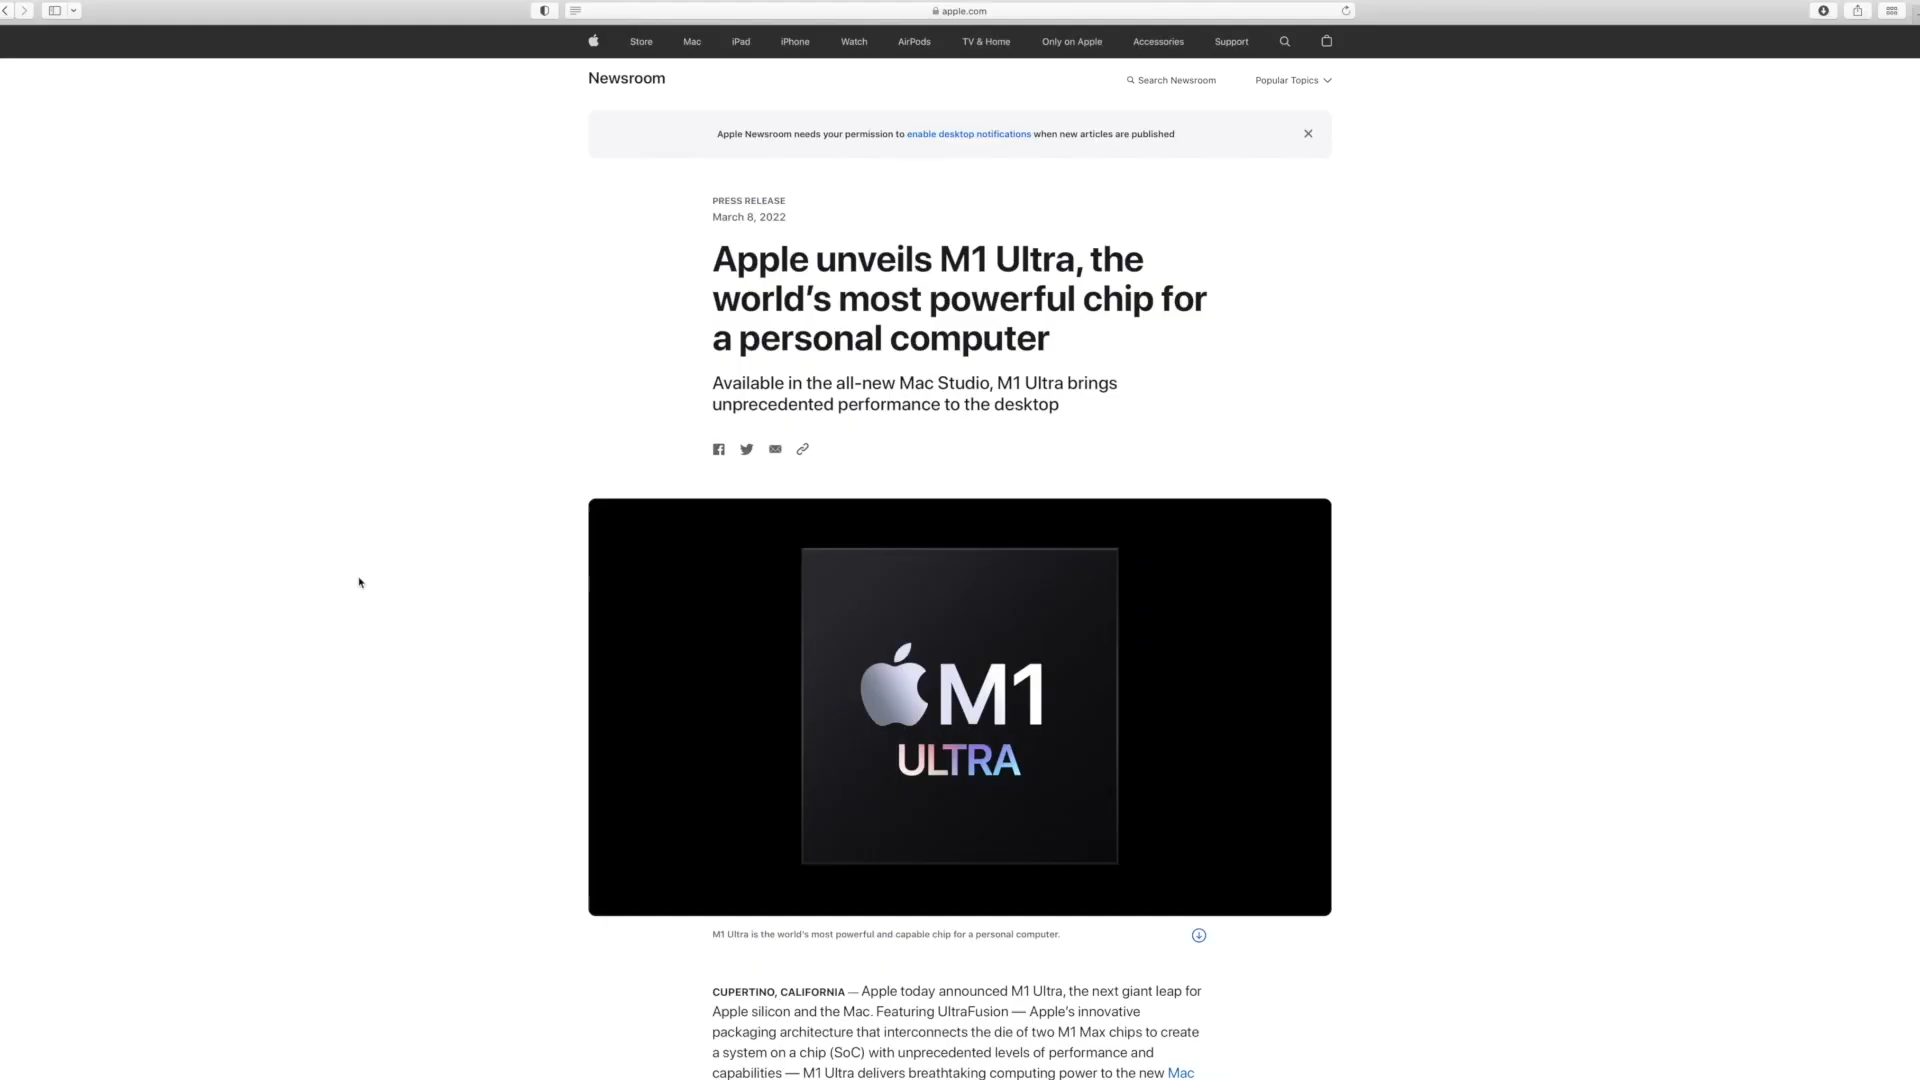 apple.com
Store Mac iPad iPhone Watch AirPods TV & Home Only on Apple Accessories Support
Newsroom
Search Newsroom
Popular Topics
Apple Newsroom needs your permission to enable desktop notifications when new articles are published
PRESS RELEASE
March 8, 2022
Apple unveils M1 Ultra, the
world’s most powerful chip for
a personal computer
Available in the all-new Mac Studio, M1 Ultra brings
unprecedented performance to the desktop
M1
ULTRA
M1 Ultra is the world’s most powerful and capable chip for a personal computer.
CUPERTINO, CALIFORNIA — Apple today announced M1 Ultra, the next giant leap for
Apple silicon and the Mac. Featuring UltraFusion — Apple’s innovative
packaging architecture that interconnects the die of two M1 Max chips to create
a system on a chip (SoC) with unprecedented levels of performance and
capabilities — M1 Ultra delivers breathtaking computing power to the new Mac